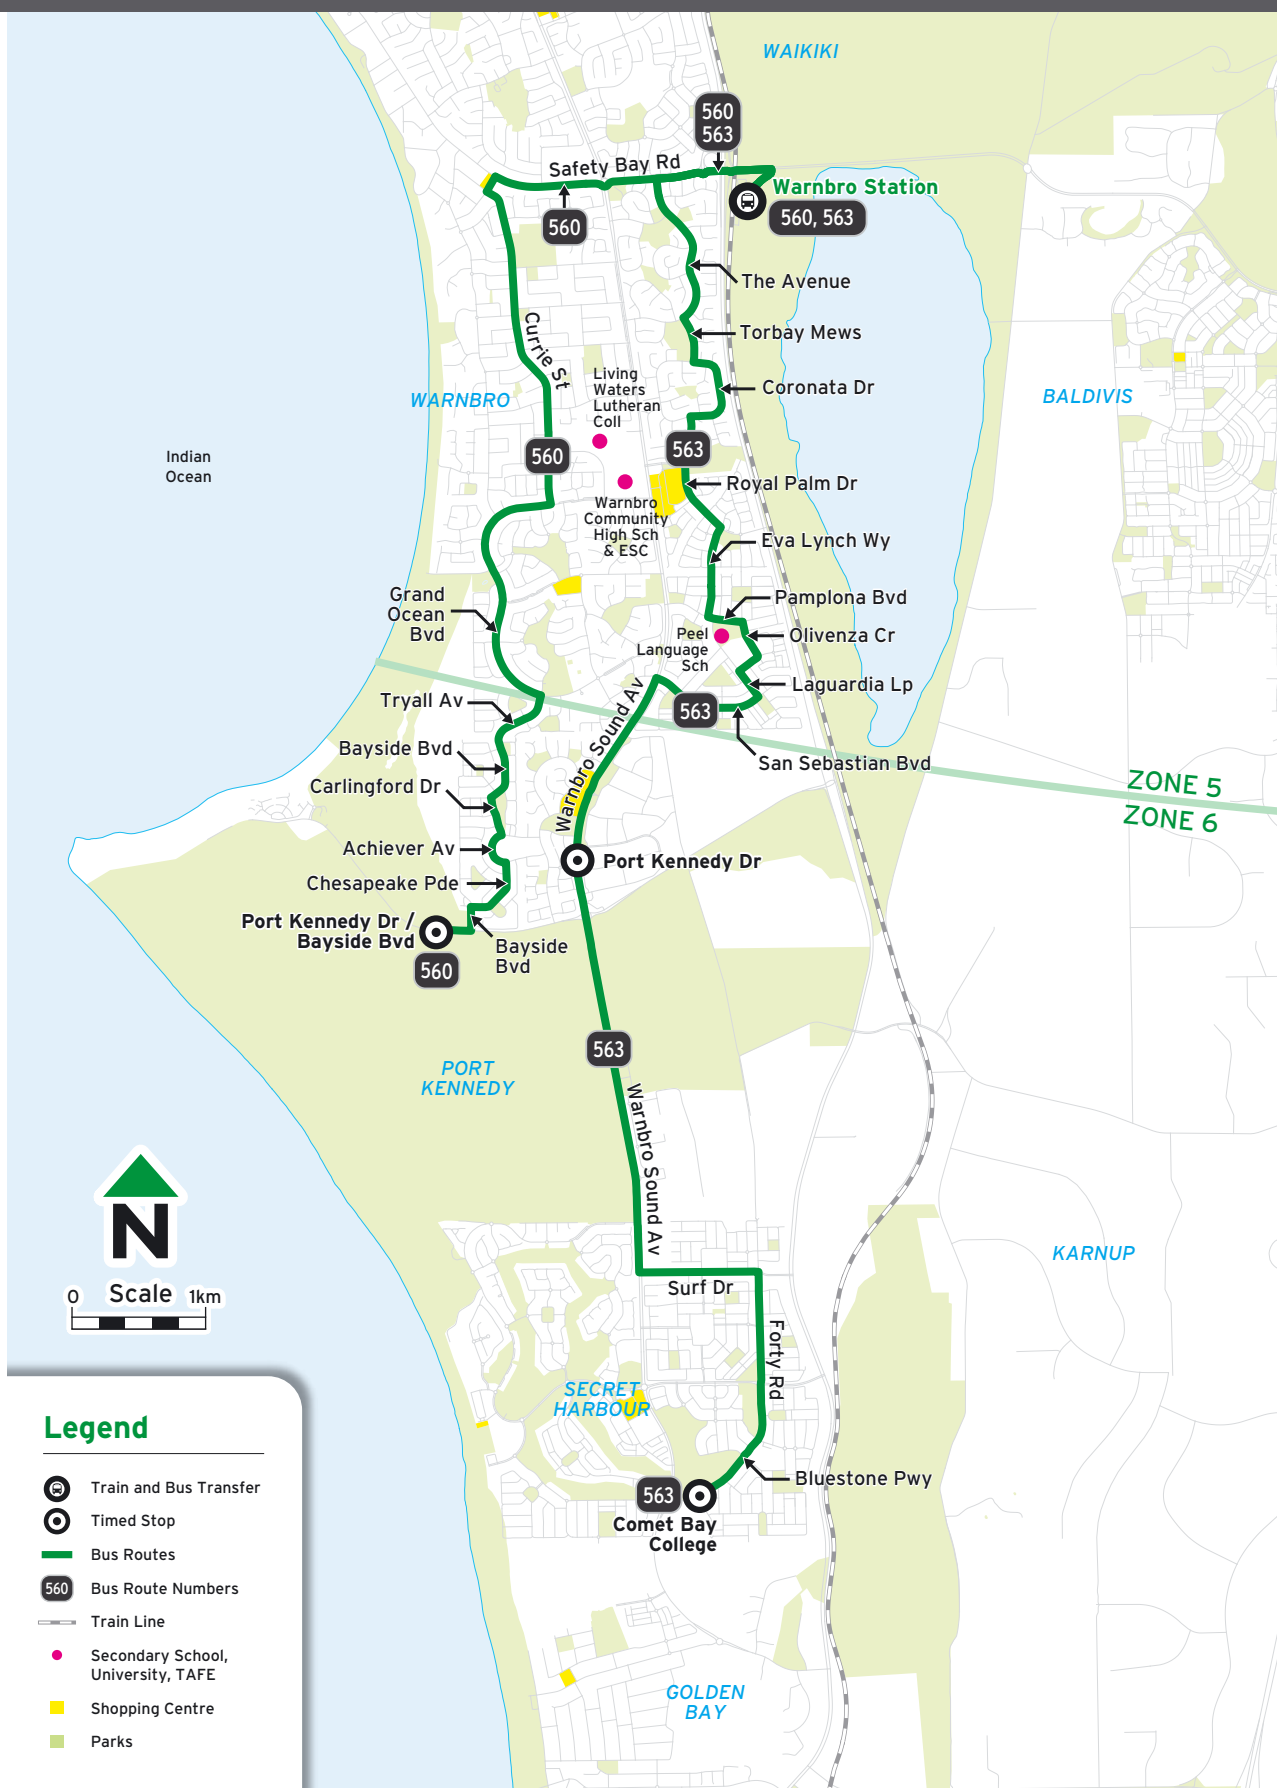 WAIKIKI
560
563
Safety Bay Rd
Warnbro Station
560, 563
560
The Avenue
Currie St
Torbay Mews
Living
Waters
Lutheran
Coll
Coronata Dr
WARNBRO
BALDIVIS
Indian
Ocean
560
563
Royal Palm Dr
Warnbro
Community
High Sch
& ESC
Eva Lynch Wy
Grand
Ocean
Bvd
Pamplona Bvd
Peel
Language
Sch
Olivenza Cr
Laguardia Lp
Tryall Av
563
Warnbro Sound Av
Bayside Bvd
San Sebastian Bvd
Carlingford Dr
ZONE 5
ZONE 6
Achiever Av
Port Kennedy Dr
Chesapeake Pde
Port Kennedy Dr /
Bayside Bvd
Bayside
Bvd
560
563
PORT
KENNEDY
Warnbro Sound Av
N
KARNUP
0 Scale 1km
Surf Dr
Forty Rd
SECRET
HARBOUR
Bluestone Pwy
563
Comet Bay
College
GOLDEN
BAY
Legend
Train and Bus Transfer
Timed Stop
Bus Routes
560 Bus Route Numbers
Train Line
Secondary School,
University, TAFE
Shopping Centre
Parks